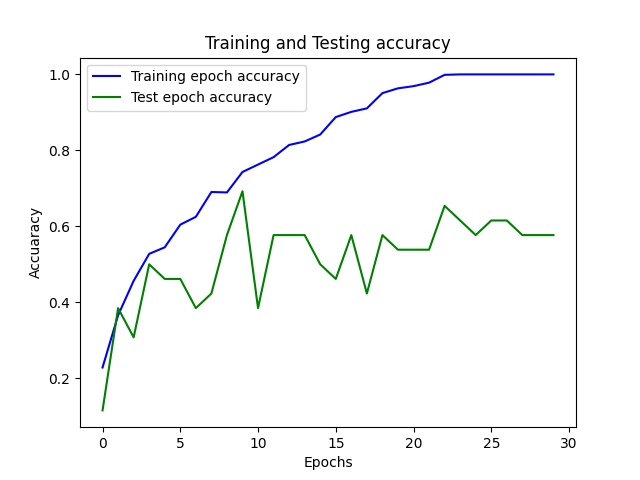 Training and Testing accuracy
Training epoch accuracy
Test epoch accuracy
1.0
0.8
0.6
0.4
0.2
Accuaracy
0 5 10 15 20 25 30
Epochs